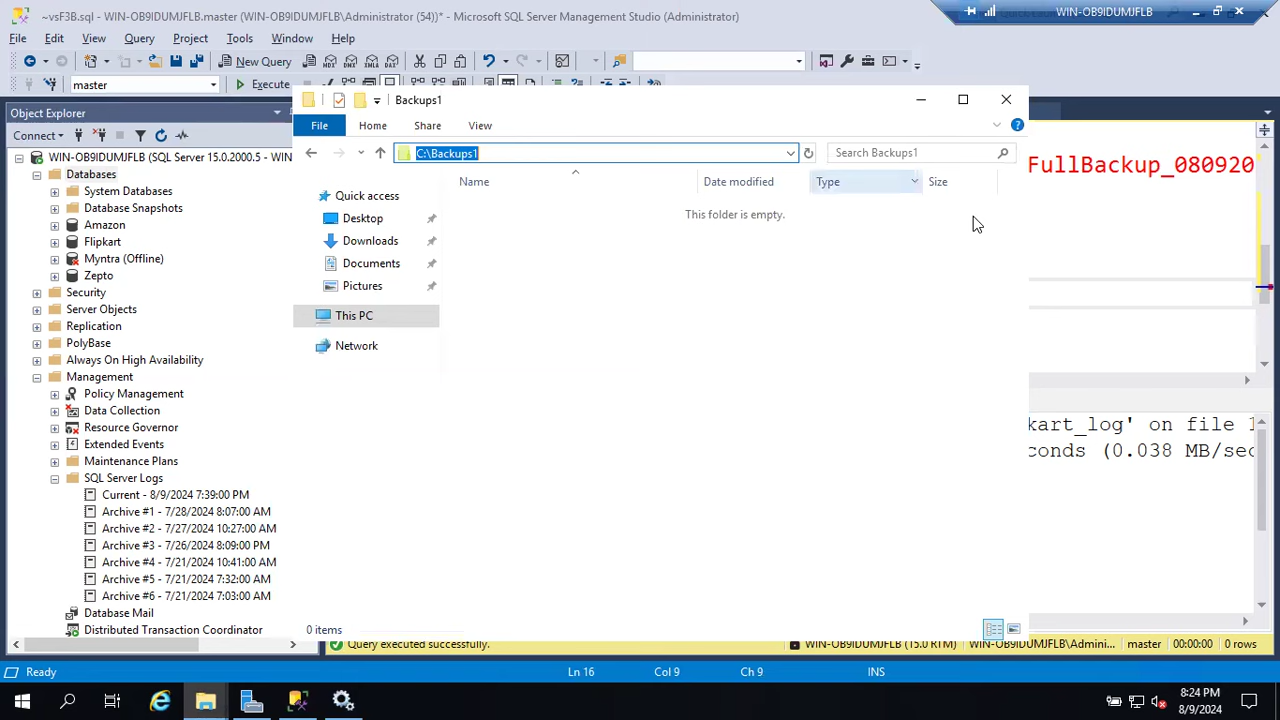 ~vsF3B.sql - WIN-OB9IDUMJFLB.master (WIN-OB9IDUMJFLB\Administrator (54))* - Microsoft SQL Server Management Studio (Administrator)
WIN-OB9IDUMJFLB
File Edit View Query Project Tools Window Help
New Query
MDX DMX XMLA DAX
master
Execute
Object Explorer
Connect
WIN-OB9IDUMJFLB (SQL Server 15.0.2000.5 - WIN
Databases
System Databases
Database Snapshots
Amazon
Flipkart
Myntra (Offline)
Zepto
Security
Server Objects
Replication
PolyBase
Always On High Availability
Management
Policy Management
Data Collection
Resource Governor
Extended Events
Maintenance Plans
SQL Server Logs
Current - 8/9/2024 7:39:00 PM
Archive #1 - 7/28/2024 8:07:00 AM
Archive #2 - 7/27/2024 10:27:00 AM
Archive #3 - 7/26/2024 8:09:00 PM
Archive #4 - 7/21/2024 10:41:00 AM
Archive #5 - 7/21/2024 7:32:00 AM
Archive #6 - 7/21/2024 7:03:00 AM
Database Mail
Distributed Transaction Coordinator
Backups1
File Home Share View
C:\Backups1
Search Backups1
Name Date modified Type Size
This folder is empty.
Quick access
Desktop
Downloads
Documents
Pictures
This PC
Network
0 items
FullBackup_080920
kart_log' on file 1
conds (0.038 MB/sec
Query executed successfully.
WIN-OB9IDUMJFLB (15.0 RTM) WIN-OB9IDUMJFLB\Admini... master 00:00:00 0 rows
Ready Ln 16 Col 9 Ch 9 INS
8:24 PM
8/9/2024